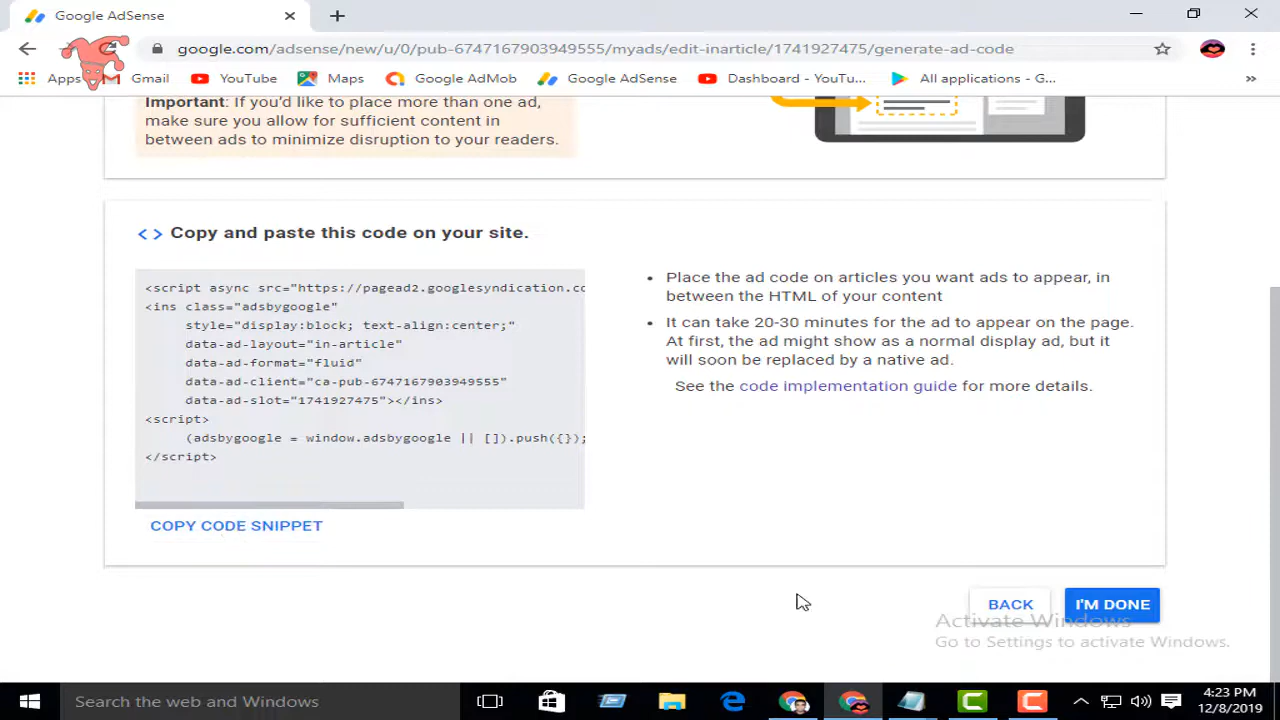 Google AdSense
google.com/adsense/new/u/0/pub-6747167903949555/myads/edit-inarticle/1741927475/generate-ad-code
Apps Gmail YouTube Maps Google AdMob Google AdSense Dashboard - YouTu... All applications - G... »
Important: If you'd like to place more than one ad,
make sure you allow for sufficient content in
between ads to minimize disruption to your readers.
<> Copy and paste this code on your site.
<script async src="https://pagead2.googlesyndication.co
<ins class="adsbygoogle"
style="display:block; text-align:center;"
data-ad-layout="in-article"
data-ad-format="fluid"
data-ad-client="ca-pub-6747167903949555"
data-ad-slot="1741927475"></ins>
<script>
(adsbygoogle = window.adsbygoogle || []).push({});
</script>
COPY CODE SNIPPET
• Place the ad code on articles you want ads to appear, in
between the HTML of your content
• It can take 20-30 minutes for the ad to appear on the page.
At first, the ad might show as a normal display ad, but it
will soon be replaced by a native ad.
See the code implementation guide for more details.
BACK I'M DONE
Activate Windows
Go to Settings to activate Windows.
Search the web and Windows
4:23 PM
12/8/2019